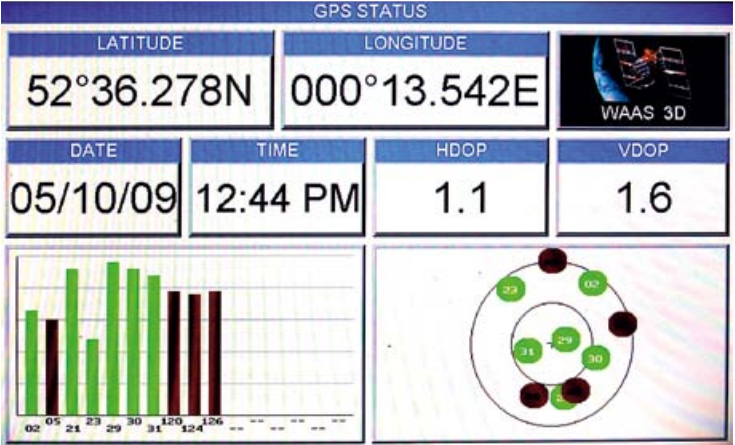 GPS STATUS
LATITUDE
52°36.278N
LONGITUDE
000°13.542E
WAAS 3D
DATE
05/10/09
TIME
12:44 PM
HDOP
1.1
VDOP
1.6
02 05 21 23 29 30 31 120 124 126 -- -- -- -- -- --
23
02
31
29
30